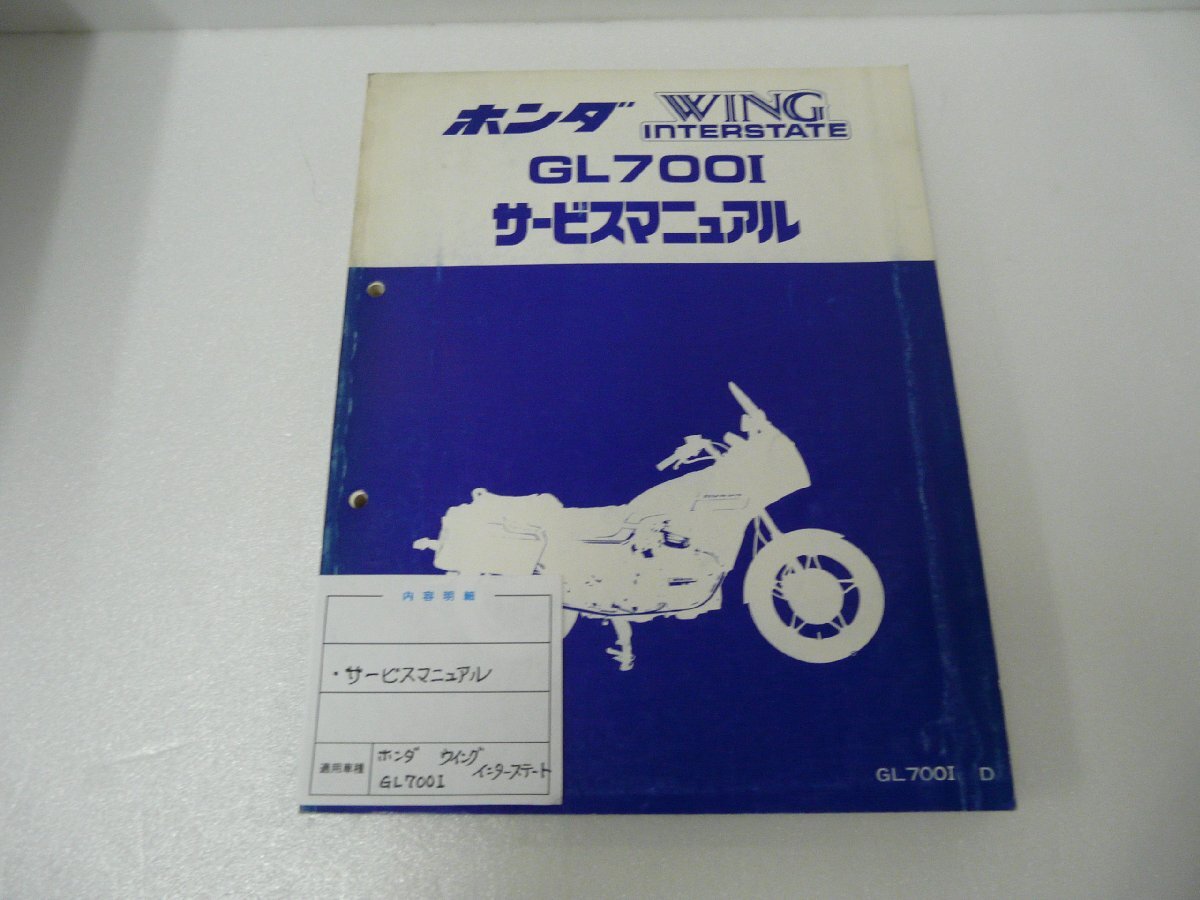 ホンダ WING
INTERSTATE
GL700I
サービスマニュアル
内容明細
・サービスマニュアル
適用車種
ホンダ ウイング
インターステート
GL700I
GL700I D